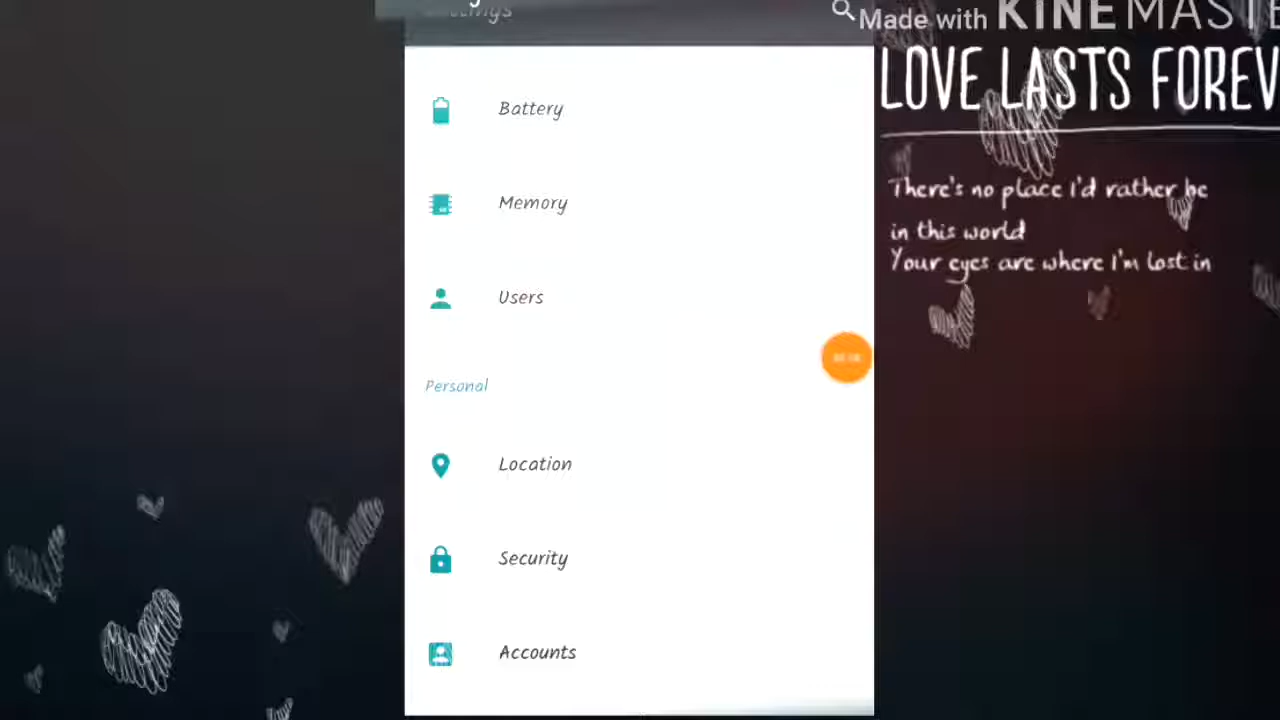 Made with KINEMASTE
LOVE LASTS FOREV
There's no place I'd rather be
in this world
Your eyes are where I'm lost in
Battery
Memory
Users
Personal
Location
Security
Accounts